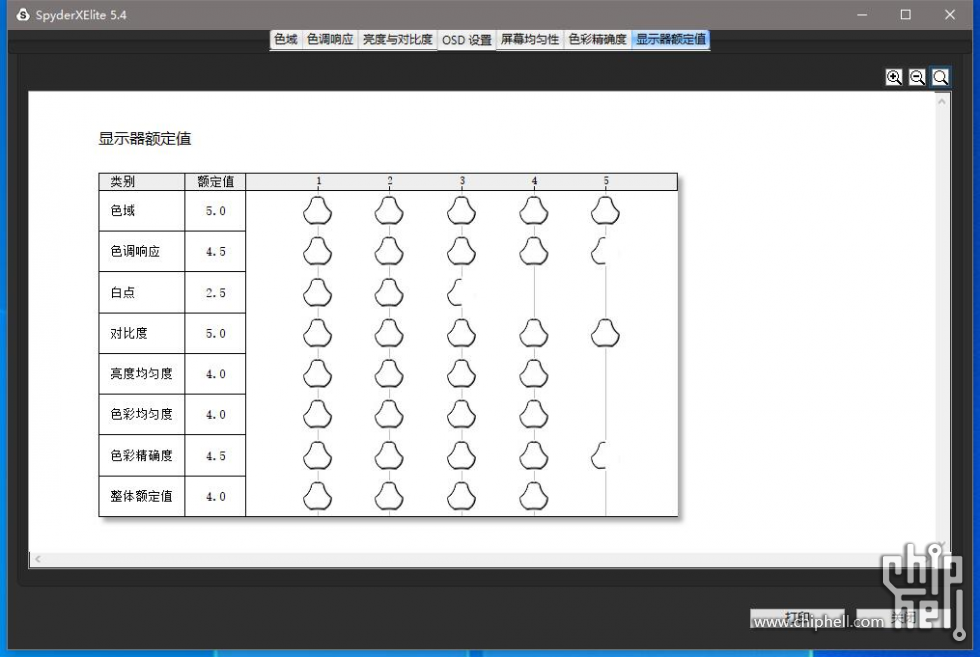 SpyderXElite 5.4
色域 色调响应 亮度与对比度 OSD 设置 屏幕均匀性 色彩精确度 显示器额定值
显示器额定值
类别 额定值 1 2 3 4 5
色域 5.0
色调响应 4.5
白点 2.5
对比度 5.0
亮度均匀度 4.0
色彩均匀度 4.0
色彩精确度 4.5
整体额定值 4.0
chip
hell
打印 关闭
www.chiphell.com